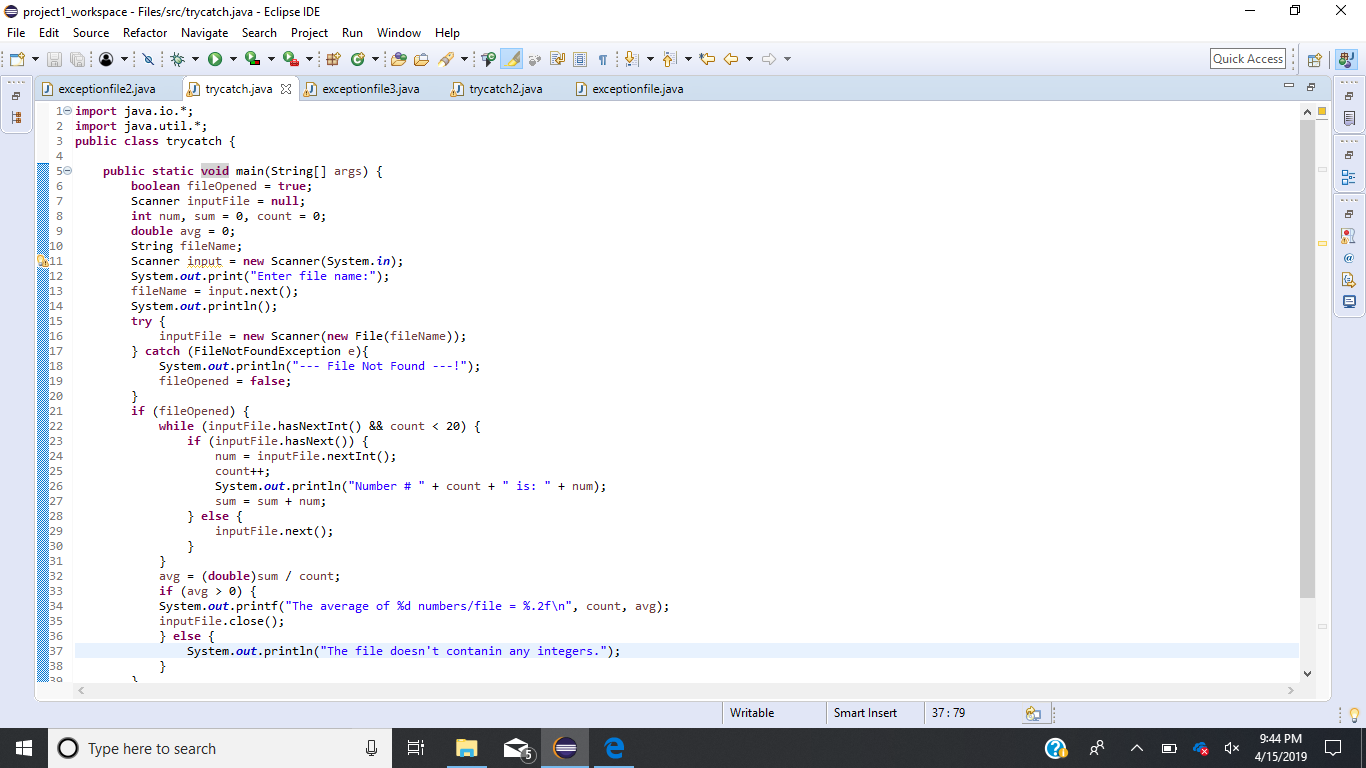 project1_workspace - Files/src/trycatch.java - Eclipse IDE
File Edit Source Refactor Navigate Search Project Run Window Help
Quick Access
exceptionfile2.java trycatch.java exceptionfile3.java trycatch2.java exceptionfile.java
1 import java.io.*;
2 import java.util.*;
3 public class trycatch {
4
5 public static void main(String[] args) {
6 boolean fileOpened = true;
7 Scanner inputFile = null;
8 int num, sum = 0, count = 0;
9 double avg = 0;
10 String fileName;
11 Scanner input = new Scanner(System.in);
12 System.out.print("Enter file name:");
13 fileName = input.next();
14 System.out.println();
15 try {
16 inputFile = new Scanner(new File(fileName));
17 } catch (FileNotFoundException e){
18 System.out.println("--- File Not Found ---!");
19 fileOpened = false;
20 }
21 if (fileOpened) {
22 while (inputFile.hasNextInt() && count < 20) {
23 if (inputFile.hasNext()) {
24 num = inputFile.nextInt();
25 count++;
26 System.out.println("Number # " + count + " is: " + num);
27 sum = sum + num;
28 } else {
29 inputFile.next();
30 }
31 }
32 avg = (double)sum / count;
33 if (avg > 0) {
34 System.out.printf("The average of %d numbers/file = %.2f\n", count, avg);
35 inputFile.close();
36 } else {
37 System.out.println("The file doesn't contanin any integers.");
38 }
39 }
Writable Smart Insert 37 : 79
Type here to search
5
9:44 PM
4/15/2019